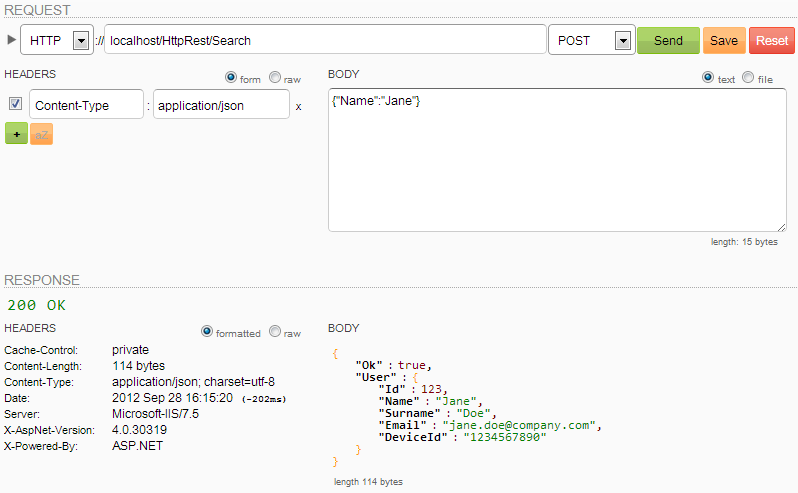 REQUEST
HTTP :// localhost/HttpRest/Search POST Send Save Reset
HEADERS form raw
Content-Type : application/json x
+ aZ
BODY text file
{"Name":"Jane"}
length: 15 bytes
RESPONSE
200 OK
HEADERS formatted raw
Cache-Control: private
Content-Length: 114 bytes
Content-Type: application/json; charset=utf-8
Date: 2012 Sep 28 16:15:20 (-202ms)
Server: Microsoft-IIS/7.5
X-AspNet-Version: 4.0.30319
X-Powered-By: ASP.NET
BODY
{
"Ok" : true,
"User" : {
"Id" : 123,
"Name" : "Jane",
"Surname" : "Doe",
"Email" : "jane.doe@company.com",
"DeviceId" : "1234567890"
}
}
length 114 bytes